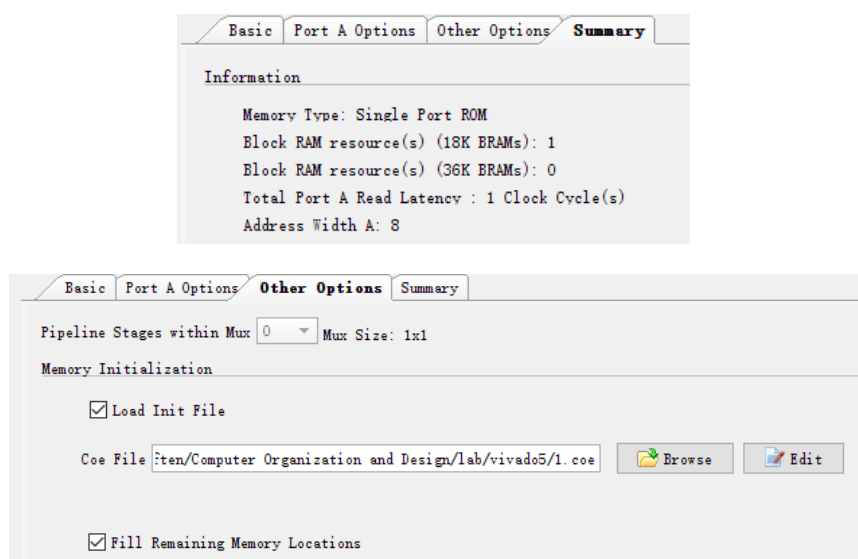 Basic Port A Options Other Options Summary
Information
Memory Type: Single Port ROM
Block RAM resource(s) (18K BRAMs): 1
Block RAM resource(s) (36K BRAMs): 0
Total Port A Read Latency : 1 Clock Cycle(s)
Address Width A: 8
Basic Port A Options Other Options Summary
Pipeline Stages within Mux 0 Mux Size: 1x1
Memory Initialization
Load Init File
Coe File ften/Computer Organization and Design/lab/vivado5/1.coe Browse Edit
Fill Remaining Memory Locations